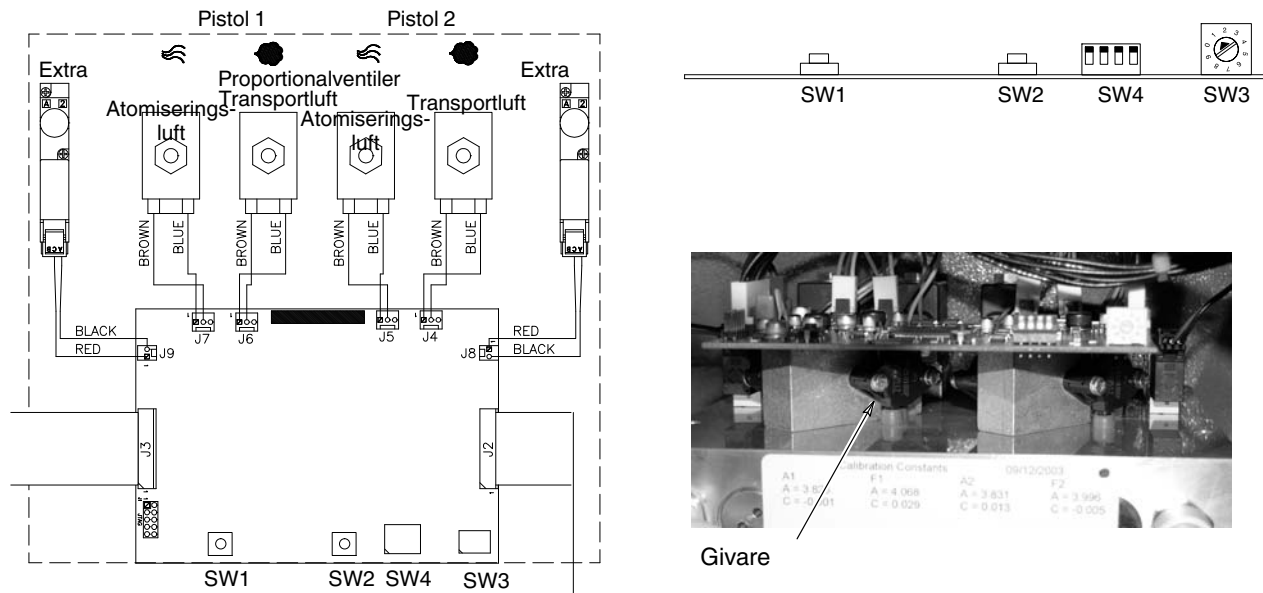 Pistol 1
Pistol 2
Extra
Proportionalventiler
Extra
Atomiserings-
luft
Transportluft
Atomiserings-
luft
Transportluft
A 2
A 2
BROWN
BLUE
BROWN
BLUE
BROWN
BLUE
BROWN
BLUE
BLACK
RED
J9
J7
J6
J5
J4
J8
RED
BLACK
J3
J2
SW1
SW2
SW4
SW3
SW1
SW2
SW4
SW3
Calibration Constants 09/12/2003
A1
F1
A = 4.068
C = 0.029
A2
A = 3.831
C = 0.013
F2
A = 3.996
C = -0.005
Givare